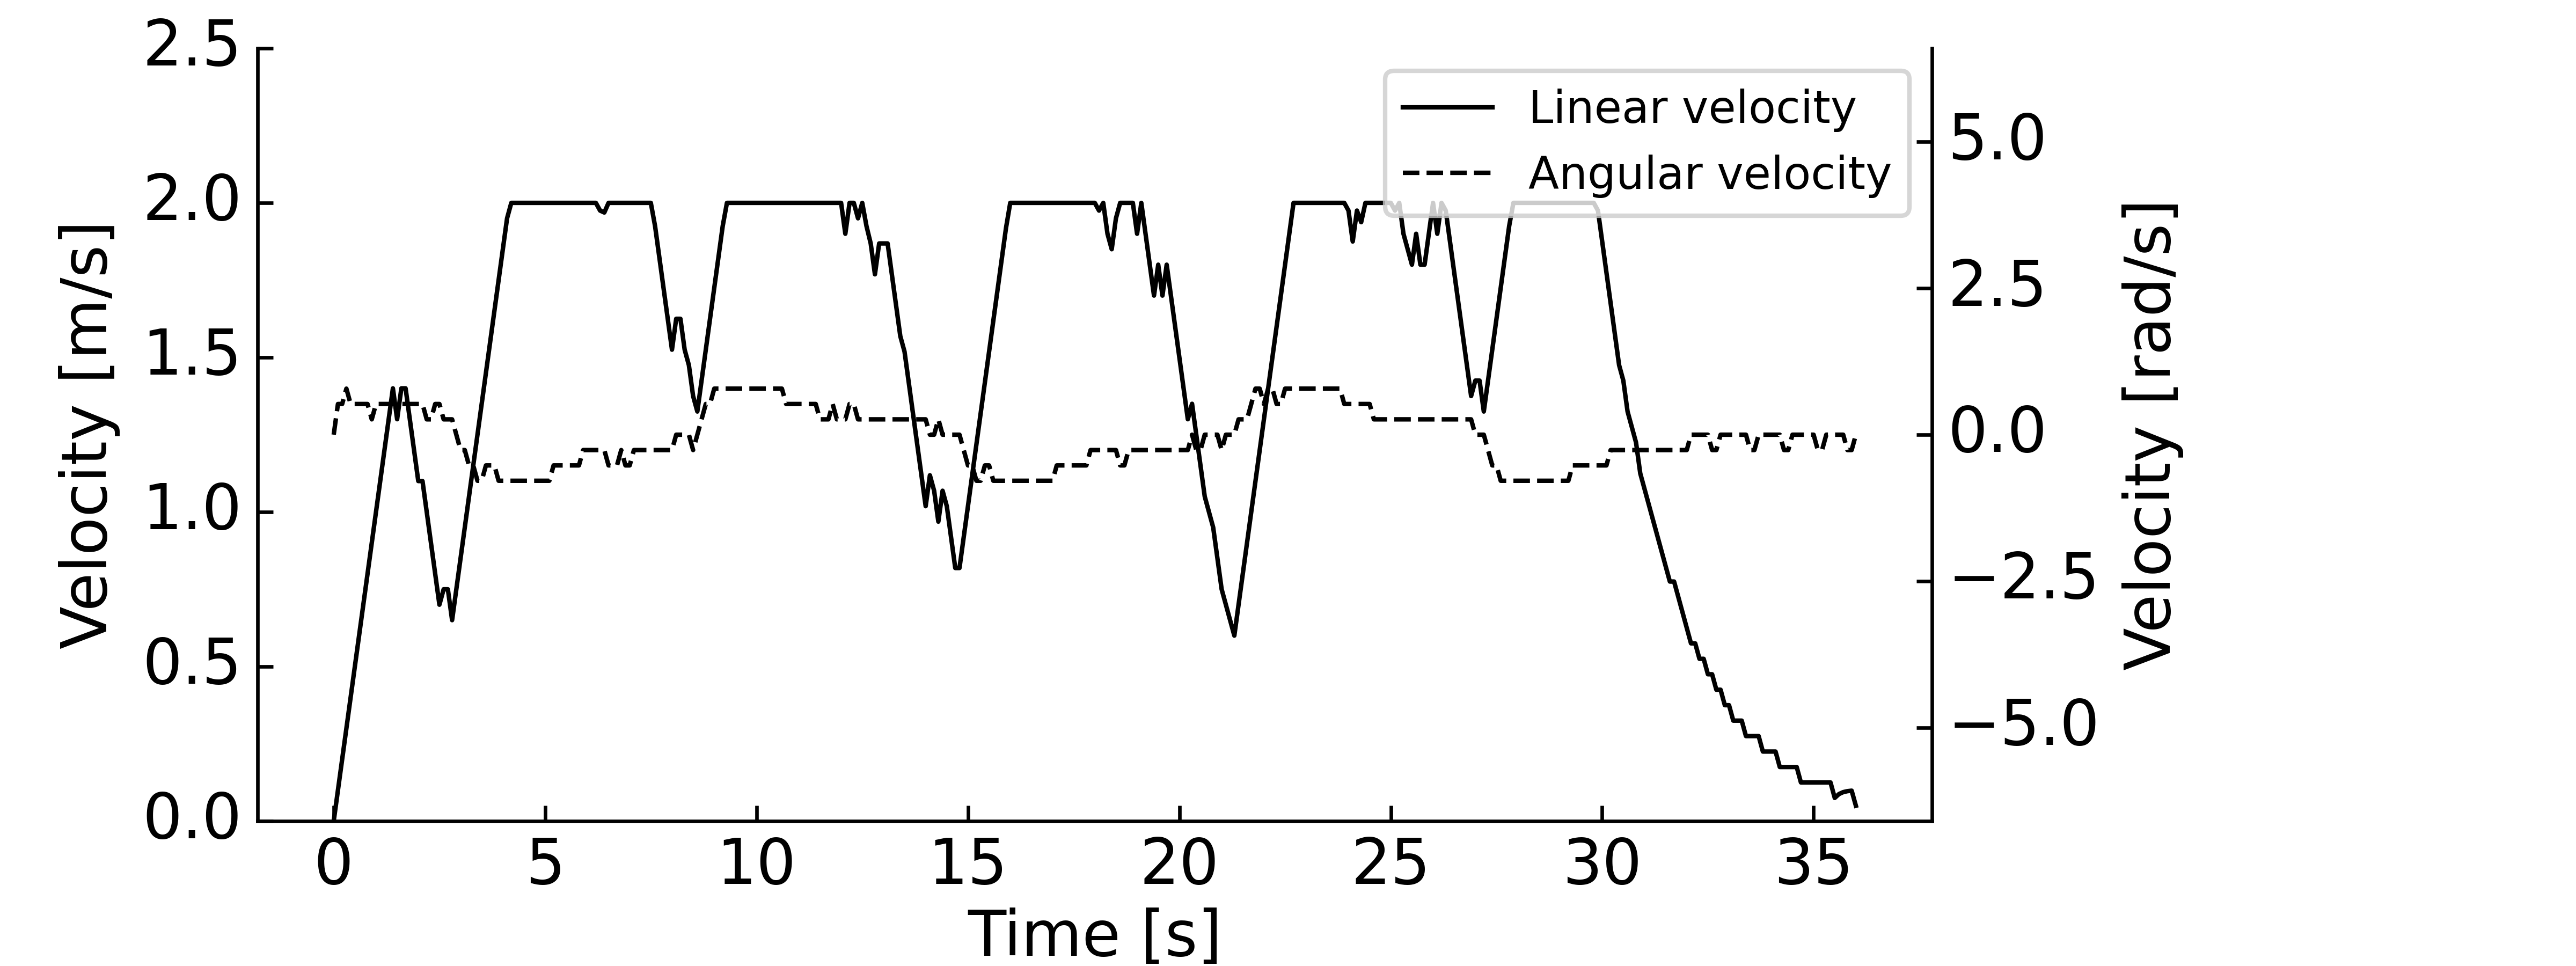 2.5
2.0
1.5
1.0
0.5
0.0
Velocity [m/s]
Linear velocity
Angular velocity
5.0
2.5
0.0
−2.5
−5.0
Velocity [rad/s]
0 5 10 15 20 25 30 35
Time [s]